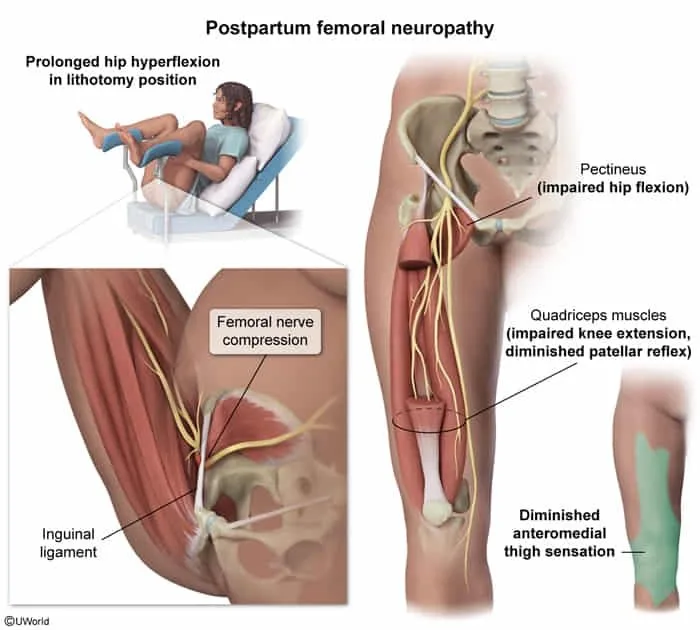 Postpartum femoral neuropathy
Prolonged hip hyperflexion
in lithotomy position
Pectineus
(impaired hip flexion)
Femoral nerve
compression
Quadriceps muscles
(impaired knee extension,
diminished patellar reflex)
Inguinal
ligament
Diminished
anteromedial
thigh sensation
©UWorld